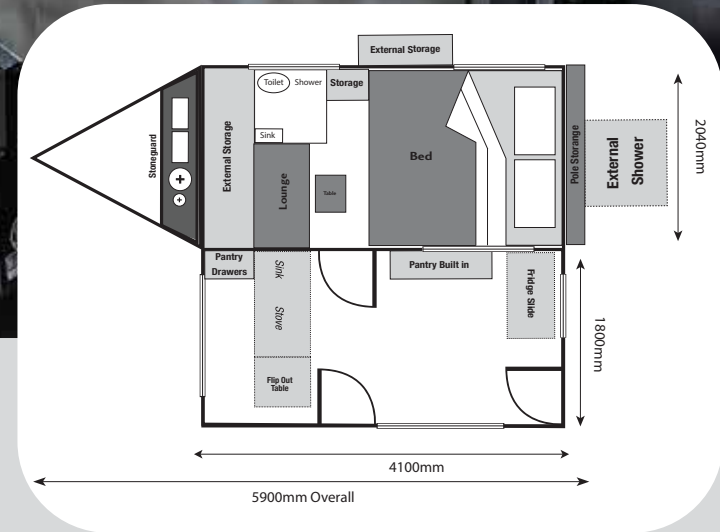 External Storage
Toilet
Shower
Storage
Stoneguard
External Storage
Sink
Lounge
Table
Bed
Pole Storange
External
Shower
2040mm
Pantry
Drawers
Sink
Stove
Flip Out
Table
Pantry Built in
Fridge Slide
1800mm
4100mm
5900mm Overall